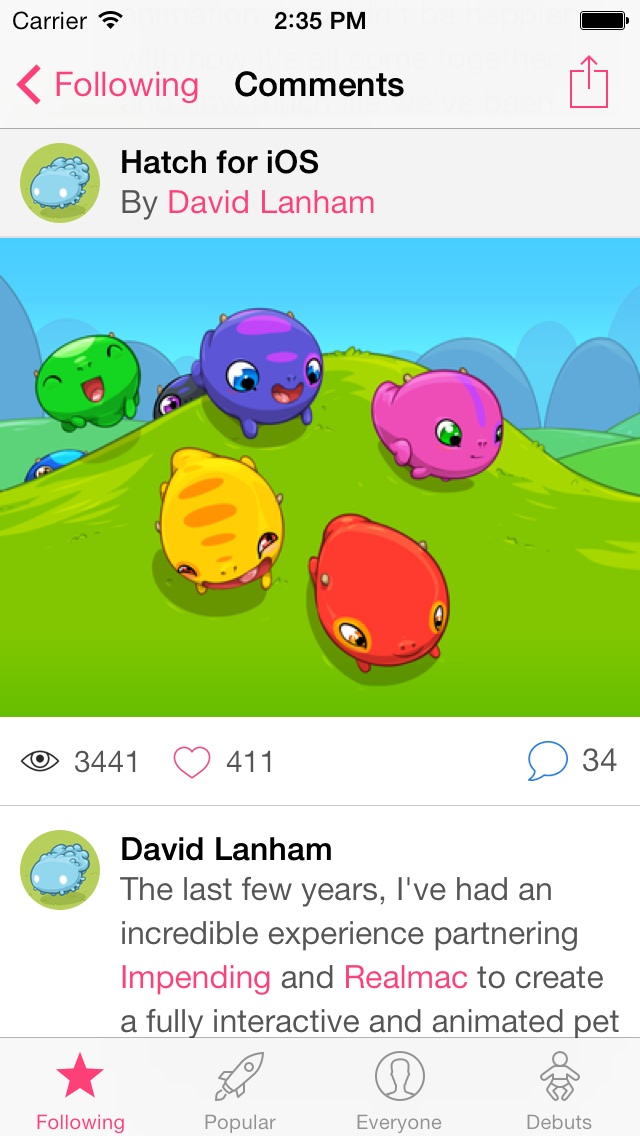 Carrier 2:35 PM
Following Comments
Hatch for iOS
By David Lanham
3441 411 34
David Lanham
The last few years, I've had an
incredible experience partnering
Impending and Realmac to create
a fully interactive and animated pet
Following Popular Everyone Debuts